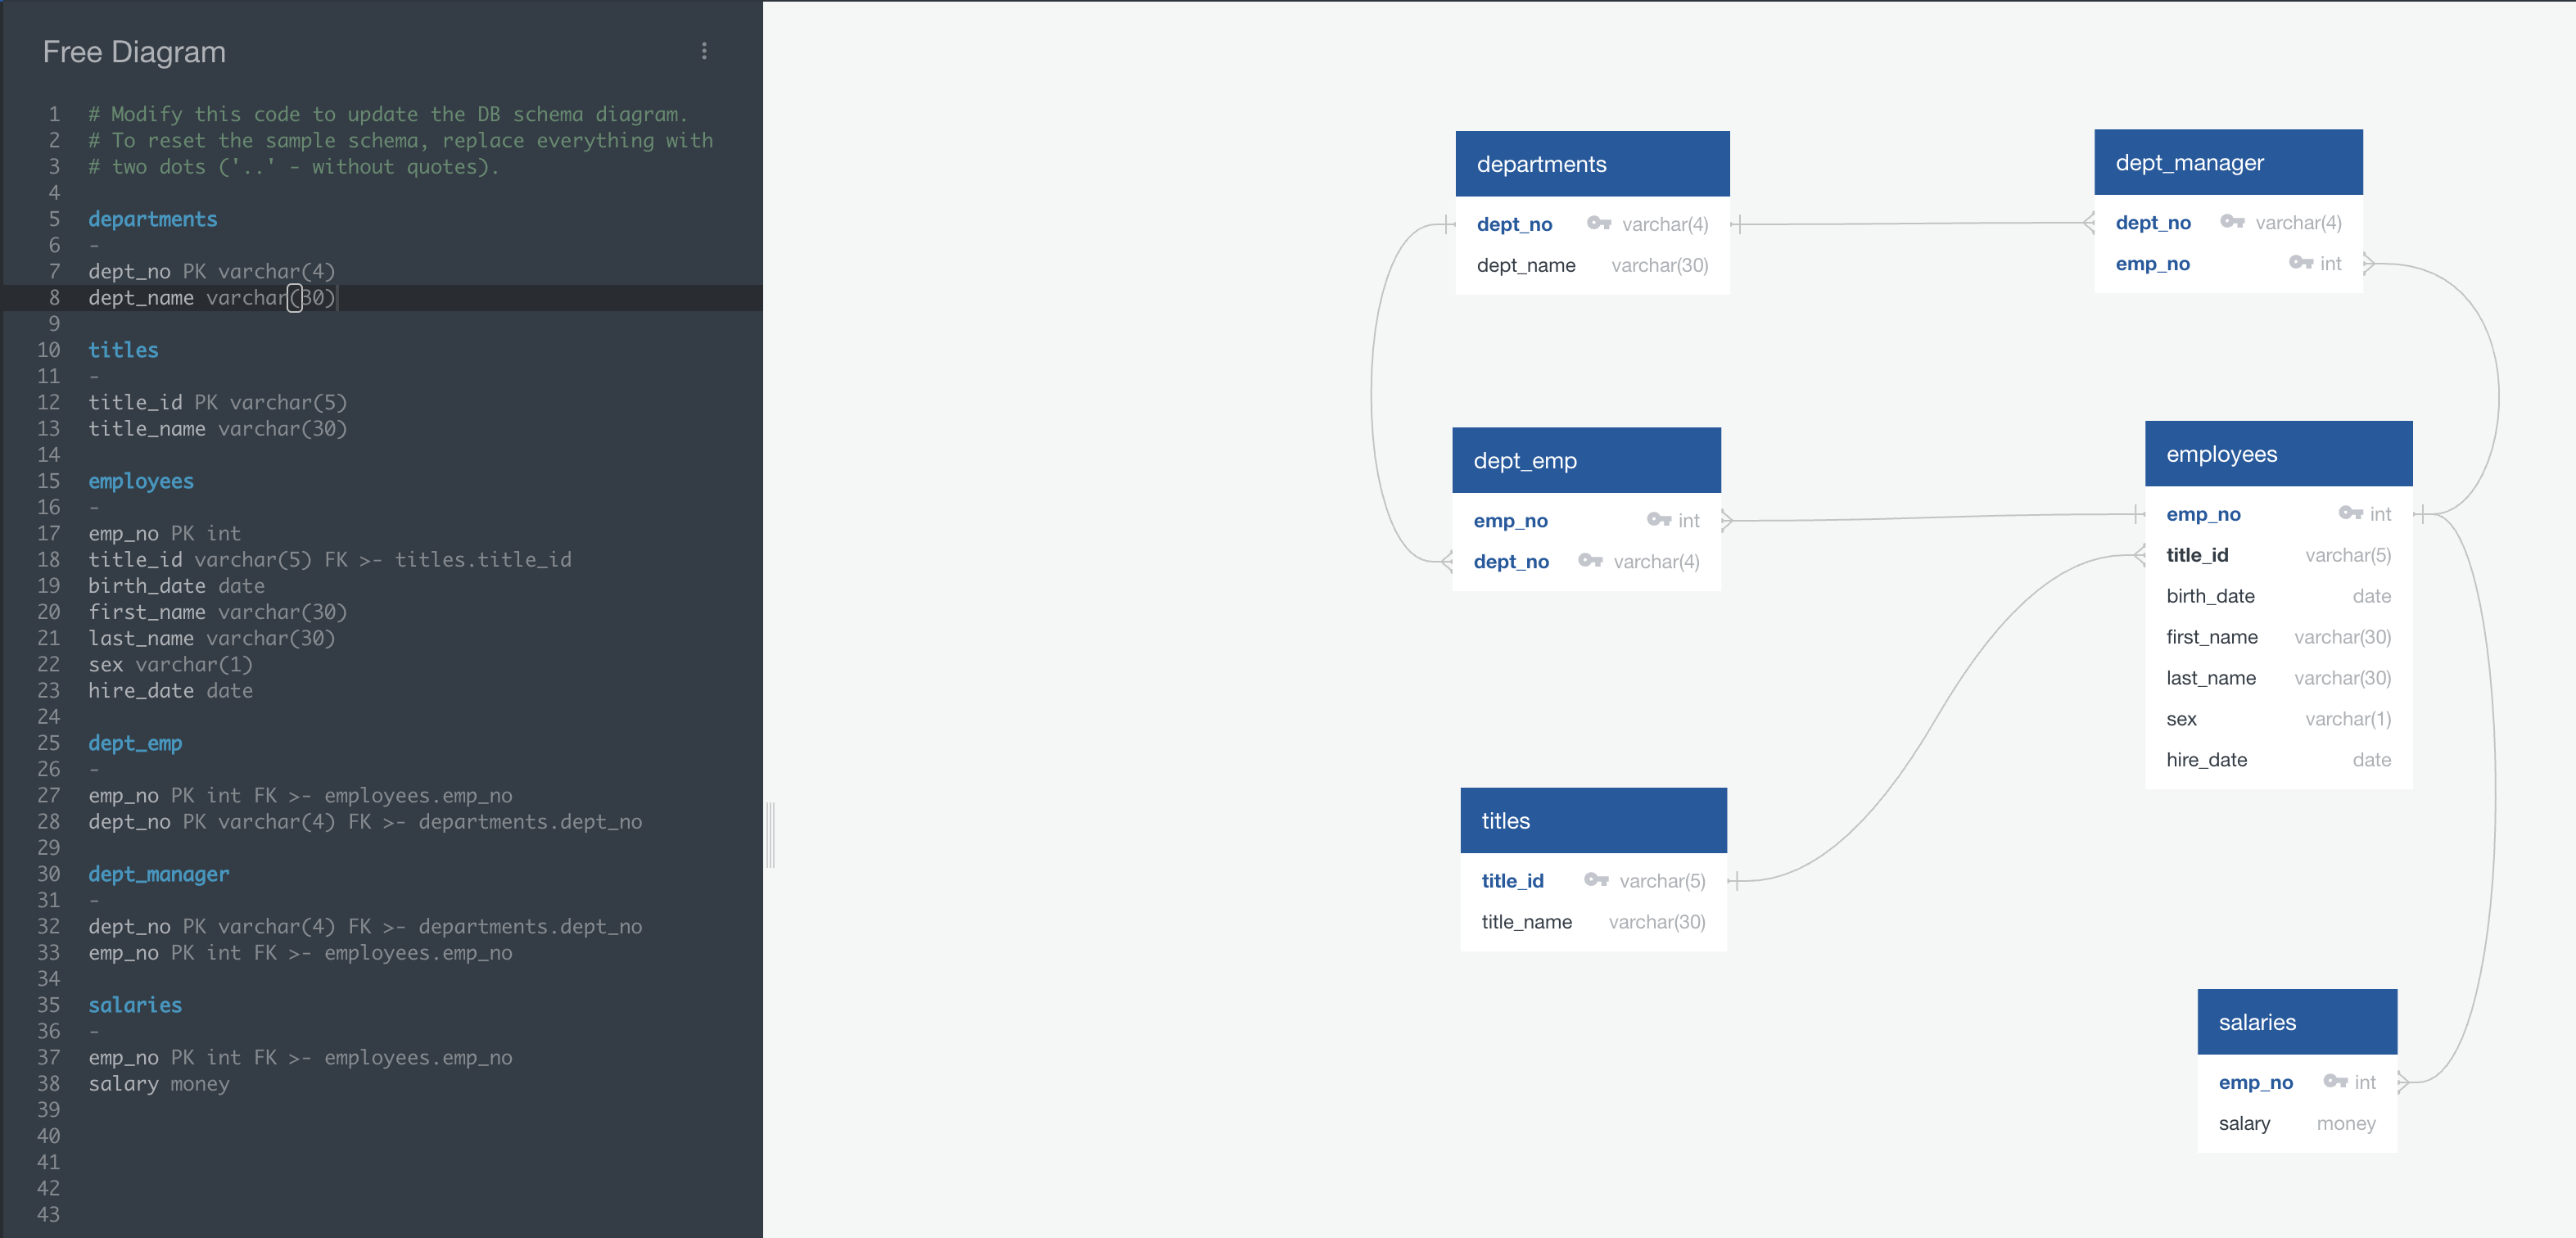 Free Diagram
1 # Modify this code to update the DB schema diagram.
2 # To reset the sample schema, replace everything with
3 # two dots ('..' - without quotes).
4
5 departments
6 -
7 dept_no PK varchar(4)
8 dept_name varchar(30)
9
10 titles
11 -
12 title_id PK varchar(5)
13 title_name varchar(30)
14
15 employees
16 -
17 emp_no PK int
18 title_id varchar(5) FK >- titles.title_id
19 birth_date date
20 first_name varchar(30)
21 last_name varchar(30)
22 sex varchar(1)
23 hire_date date
24
25 dept_emp
26 -
27 emp_no PK int FK >- employees.emp_no
28 dept_no PK varchar(4) FK >- departments.dept_no
29
30 dept_manager
31 -
32 dept_no PK varchar(4) FK >- departments.dept_no
33 emp_no PK int FK >- employees.emp_no
34
35 salaries
36 -
37 emp_no PK int FK >- employees.emp_no
38 salary money
39
40
41
42
43
departments
dept_no varchar(4)
dept_name varchar(30)
dept_manager
dept_no varchar(4)
emp_no int
dept_emp
emp_no int
dept_no varchar(4)
employees
emp_no int
title_id varchar(5)
birth_date date
first_name varchar(30)
last_name varchar(30)
sex varchar(1)
hire_date date
titles
title_id varchar(5)
title_name varchar(30)
salaries
emp_no int
salary money